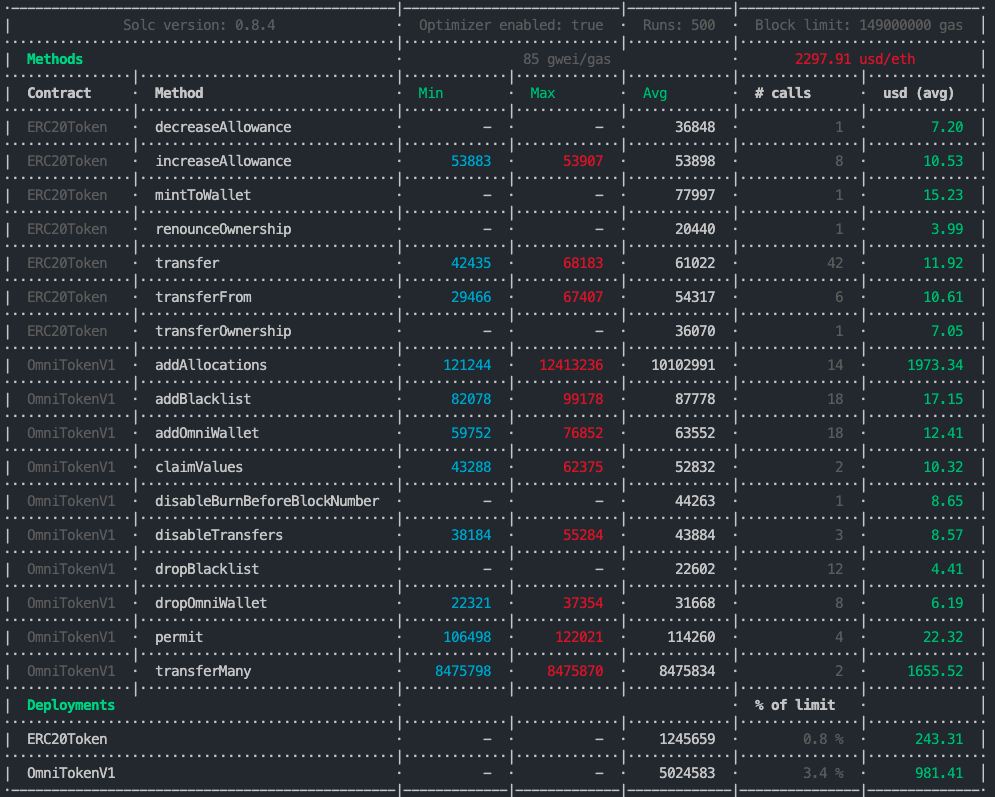 Solc version: 0.8.4 Optimizer enabled: true Runs: 500 Block limit: 149000000 gas
Methods 85 gwei/gas 2297.91 usd/eth
Contract Method Min Max Avg # calls usd (avg)
ERC20Token decreaseAllowance - - 36848 1 7.20
ERC20Token increaseAllowance 53883 53907 53898 8 10.53
ERC20Token mintToWallet - - 77997 1 15.23
ERC20Token renounceOwnership - - 20440 1 3.99
ERC20Token transfer 42435 68183 61022 42 11.92
ERC20Token transferFrom 29466 67407 54317 6 10.61
ERC20Token transferOwnership - - 36070 1 7.05
OmniTokenV1 addAllocations 121244 12413236 10102991 14 1973.34
OmniTokenV1 addBlacklist 82078 99178 87778 18 17.15
OmniTokenV1 addOmniWallet 59752 76852 63552 18 12.41
OmniTokenV1 claimValues 43288 62375 52832 2 10.32
OmniTokenV1 disableBurnBeforeBlockNumber - - 44263 1 8.65
OmniTokenV1 disableTransfers 38184 55284 43884 3 8.57
OmniTokenV1 dropBlacklist - - 22602 12 4.41
OmniTokenV1 dropOmniWallet 22321 37354 31668 8 6.19
OmniTokenV1 permit 106498 122021 114260 4 22.32
OmniTokenV1 transferMany 8475798 8475870 8475834 2 1655.52
Deployments % of limit
ERC20Token - - 1245659 0.8 % 243.31
OmniTokenV1 - - 5024583 3.4 % 981.41